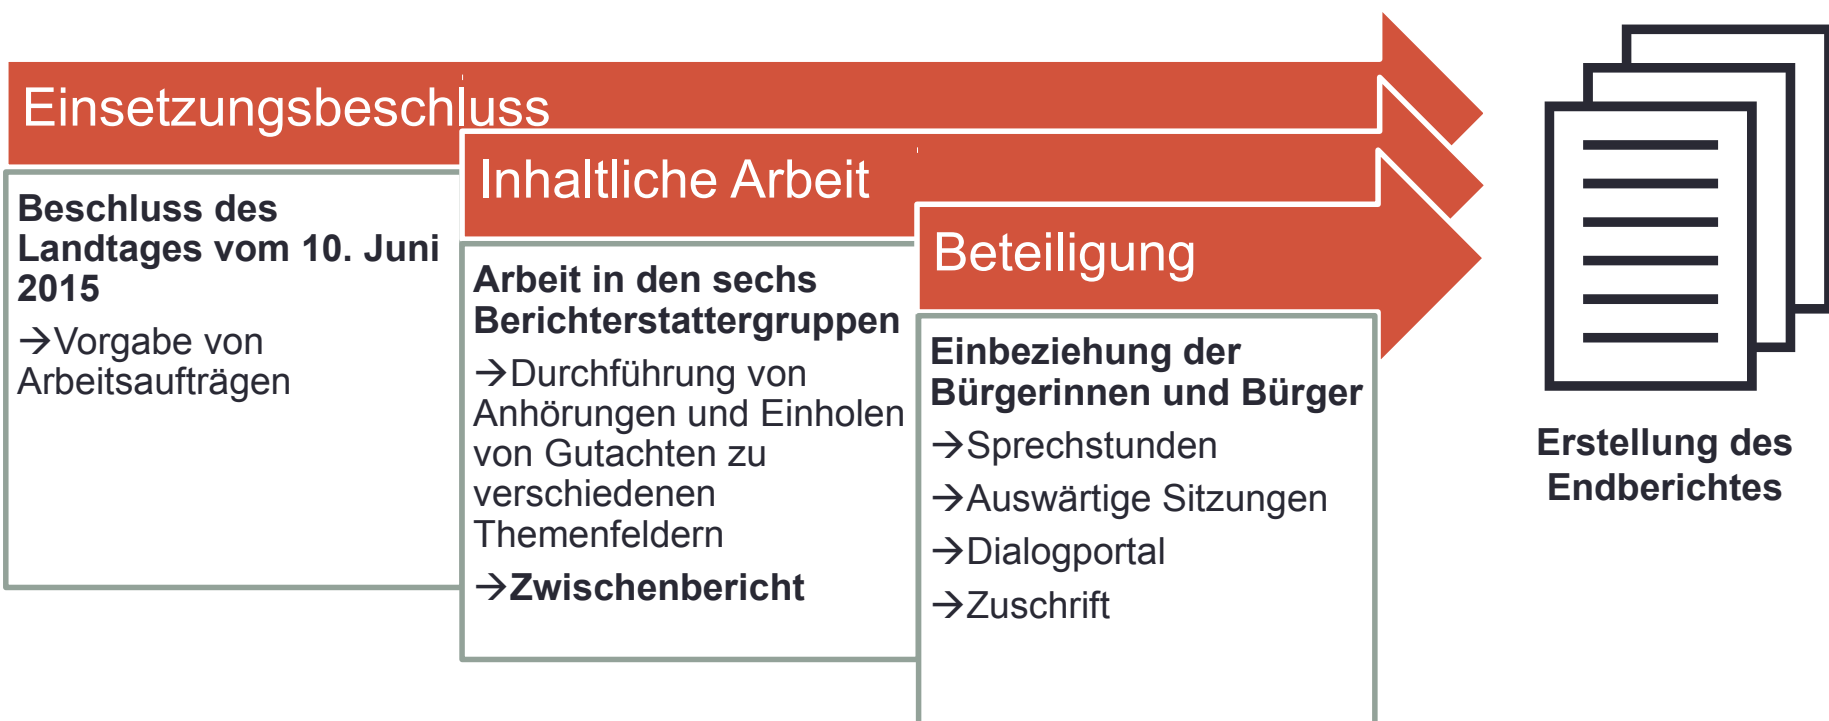 Einsetzungsbeschluss
Beschluss des
Landtages vom 10. Juni
2015
→Vorgabe von
Arbeitsaufträgen
Inhaltliche Arbeit
Arbeit in den sechs
Berichterstattergruppen
→Durchführung von
Anhörungen und Einholen
von Gutachten zu
verschiedenen
Themenfeldern
→Zwischenbericht
Beteiligung
Einbeziehung der
Bürgerinnen und Bürger
→Sprechstunden
→Auswärtige Sitzungen
→Dialogportal
→Zuschrift
Erstellung des
Endberichtes